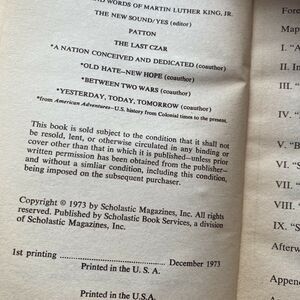 AND WORDS OF MARTIN LUTHER KING, JR.
THE NEW SOUND/YES (editor)
PATTON
THE LAST CZAR
*A NATION CONCEIVED AND DEDICATED (coauthor)
*OLD HATE–NEW HOPE (coauthor)
*BETWEEN TWO WARS (coauthor)
*YESTERDAY, TODAY, TOMORROW (coauthor)
*from American Adventures—U.S. history from Colonial times to the present.
This book is sold subject to the condition that it shall not
be resold, lent, or otherwise circulated in any binding or
cover other than that in which it is published—unless prior
written permission has been obtained from the publisher—
and without a similar condition, including this condition,
being imposed on the subsequent purchaser.
Copyright © 1973 by Scholastic Magazines, Inc. All rights
reserved. Published by Scholastic Book Services, a division
of Scholastic Magazines, Inc.
1st printing ........................ December 1973
Printed in the U. S. A.
Printed in the U.S.A.
Map
I. "A
II. In
III. "
IV. "
V. "B
VI. "S
VII. "
VIII. "
IX. "S
Afterw
Appen